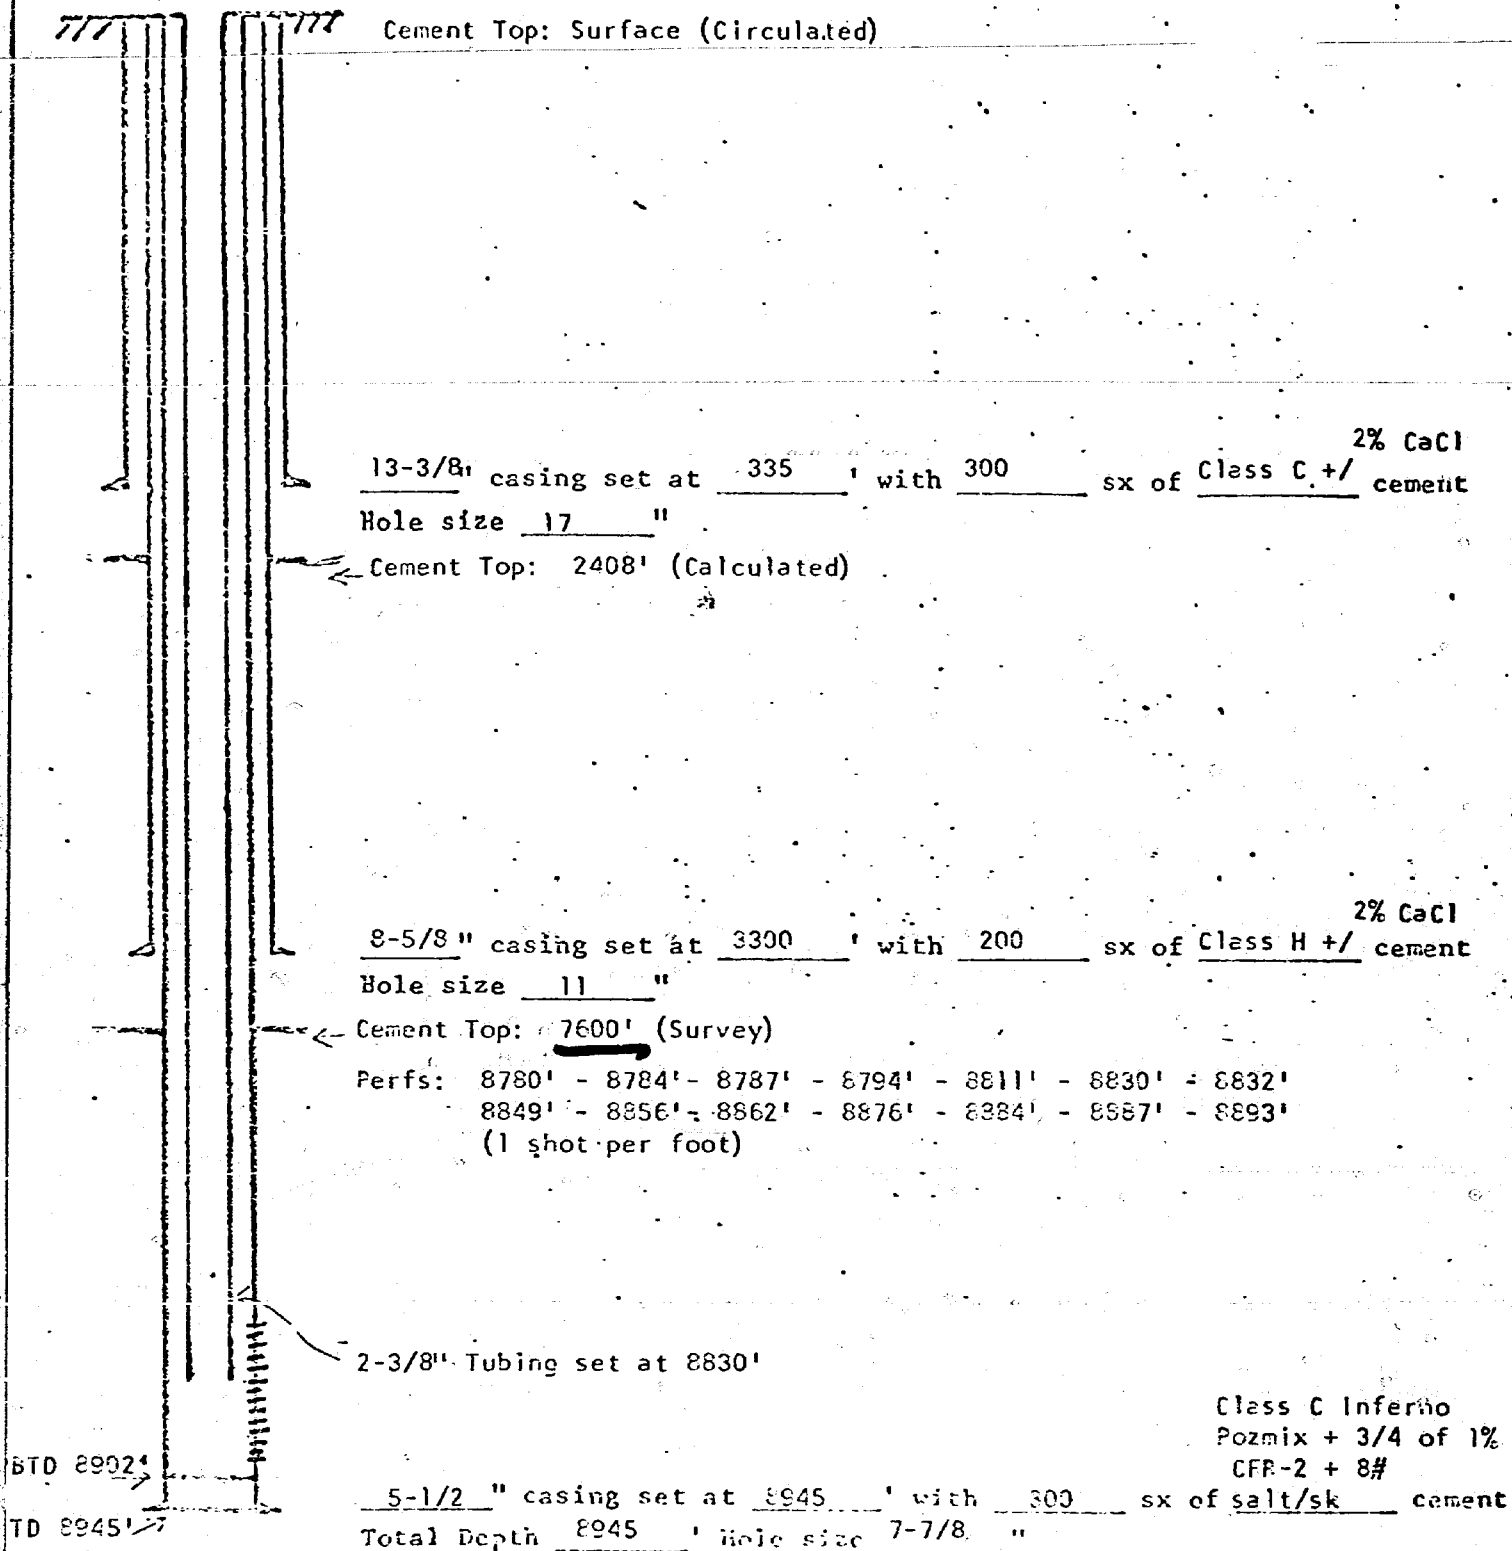 Cement Top: Surface (Circulated)
2% CaCl
13-3/8" casing set at 335 ' with 300 sx of Class C +/ cement
Hole size 17 "
Cement Top: 2408' (Calculated)
2% CaCl
8-5/8 " casing set at 3300 ' with 200 sx of Class H +/ cement
Hole size 11 "
Cement Top: 7600' (Survey)
Perfs: 8780' - 8784' - 8787' - 8794' - 8811' - 8830' - 8832'
8849' - 8856' - 8862' - 8876' - 8884' - 8887' - 8893'
(1 shot per foot)
2-3/8" Tubing set at 8830'
Class C Inferno
Pozmix + 3/4 of 1%
CFR-2 + 8#
BTD 8902'
5-1/2 " casing set at 8945 ' with 300 sx of salt/sk cement
TD 8945'
Total Depth 8945 ' Hole size 7-7/8 "